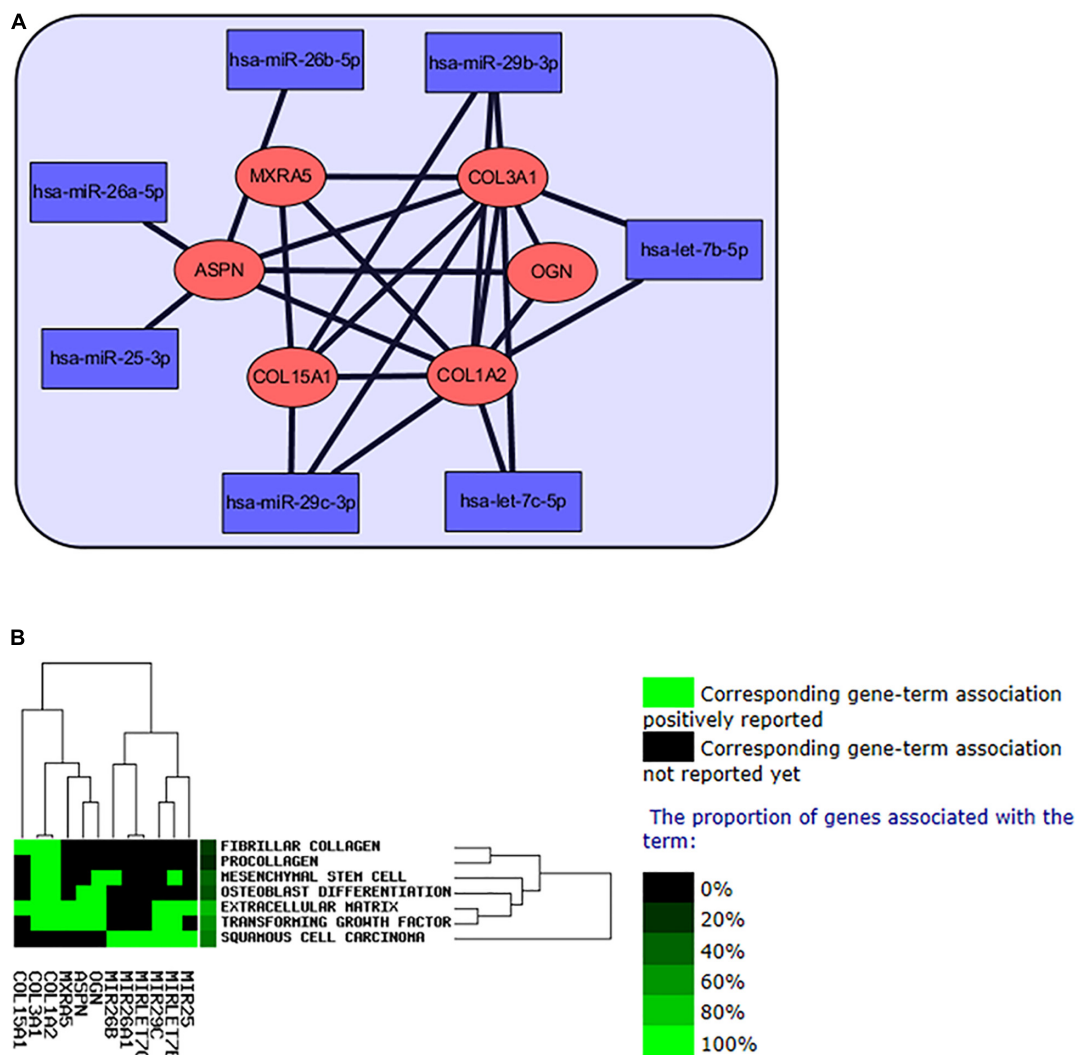 A
hsa-miR-26b-5p
hsa-miR-29b-3p
hsa-miR-26a-5p
MXRA5
COL3A1
hsa-let-7b-5p
ASPN
OGN
hsa-miR-25-3p
COL15A1
COL1A2
hsa-miR-29c-3p
hsa-let-7c-5p
B
Corresponding gene-term association
positively reported
Corresponding gene-term association
not reported yet
The proportion of genes associated with the
term:
0%
20%
40%
60%
80%
100%
FIBRILLAR COLLAGEN
PROCOLLAGEN
MESENCHYMAL STEM CELL
OSTEOBLAST DIFFERENTIATION
EXTRACELLULAR MATRIX
TRANSFORMING GROWTH FACTOR
SQUAMOUS CELL CARCINOMA
COL15A1
COL3A1
COL1A2
MXRA5
ASPN
OGN
MIR26B
MIR26A1
MIR29C
MIR25